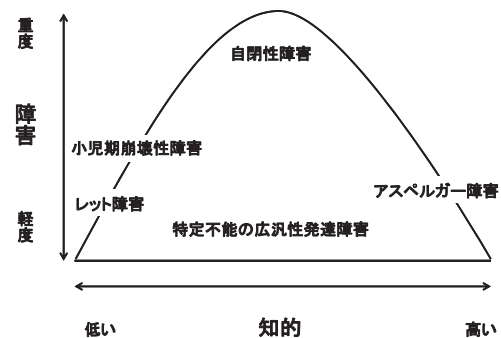 重度
自閉性障害
障害
小児期崩壊性障害
アスペルガー障害
レット障害
軽度
特定不能の広汎性発達障害
低い
知的
高い